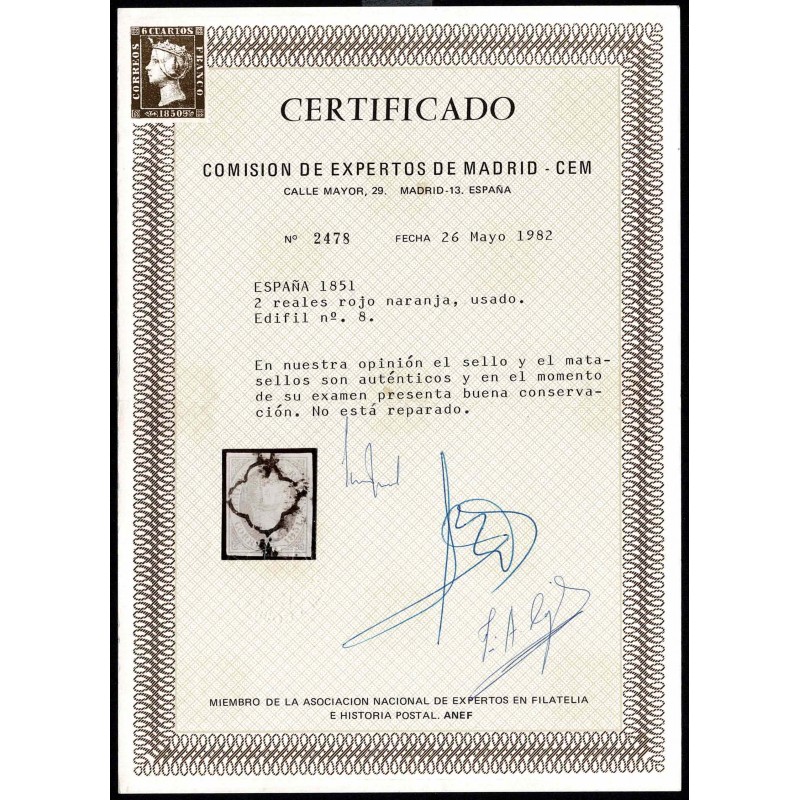 6 CUARTOS
CORREOS
FRANCO
1850
CERTIFICADO
COMISION DE EXPERTOS DE MADRID - CEM
CALLE MAYOR, 29. MADRID-13. ESPAÑA
Nº 2478 FECHA 26 Mayo 1982
ESPAÑA 1851
2 reales rojo naranja, usado.
Edifil nº. 8.
En nuestra opinión el sello y el mata-
sellos son auténticos y en el momento
de su examen presenta buena conserva-
ción. No está reparado.
MIEMBRO DE LA ASOCIACION NACIONAL DE EXPERTOS EN FILATELIA
E HISTORIA POSTAL. ANEF